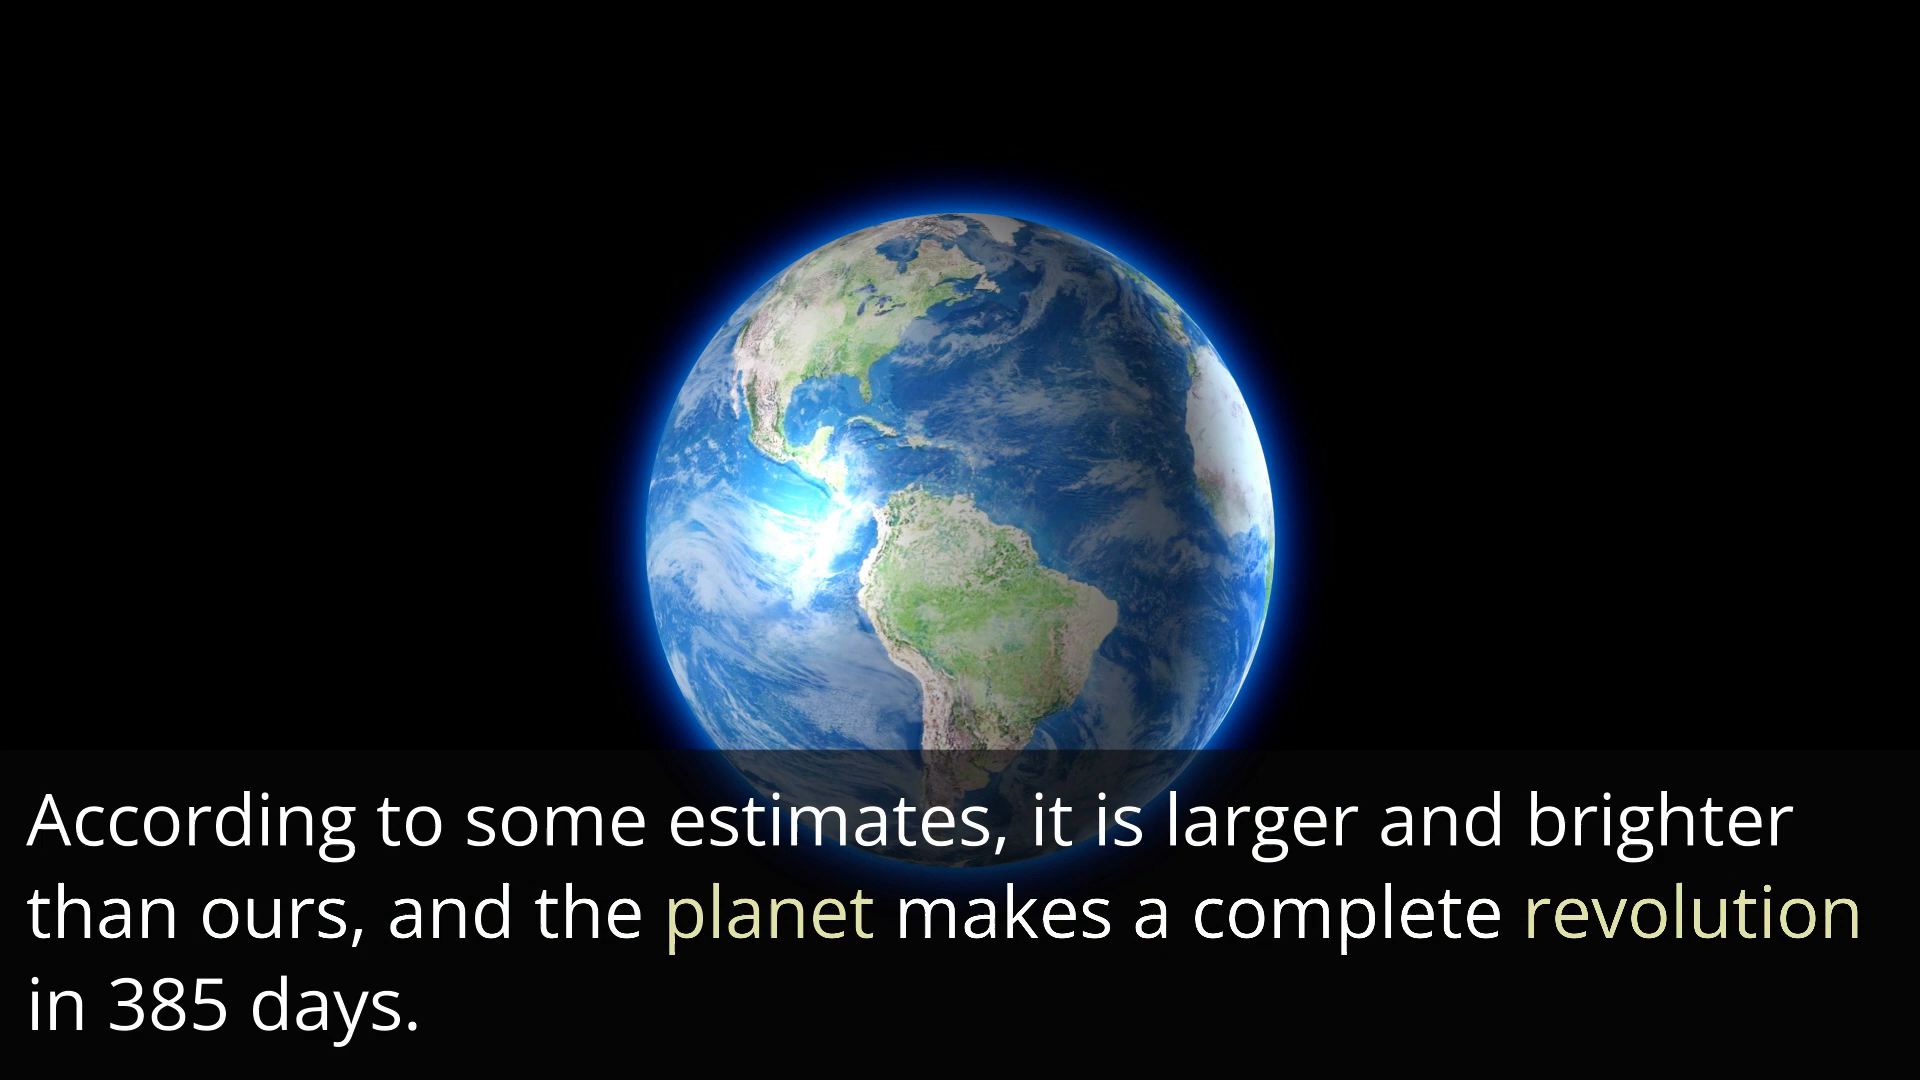 According to some estimates, it is larger and brighter
than ours, and the planet makes a complete revolution
in 385 days.